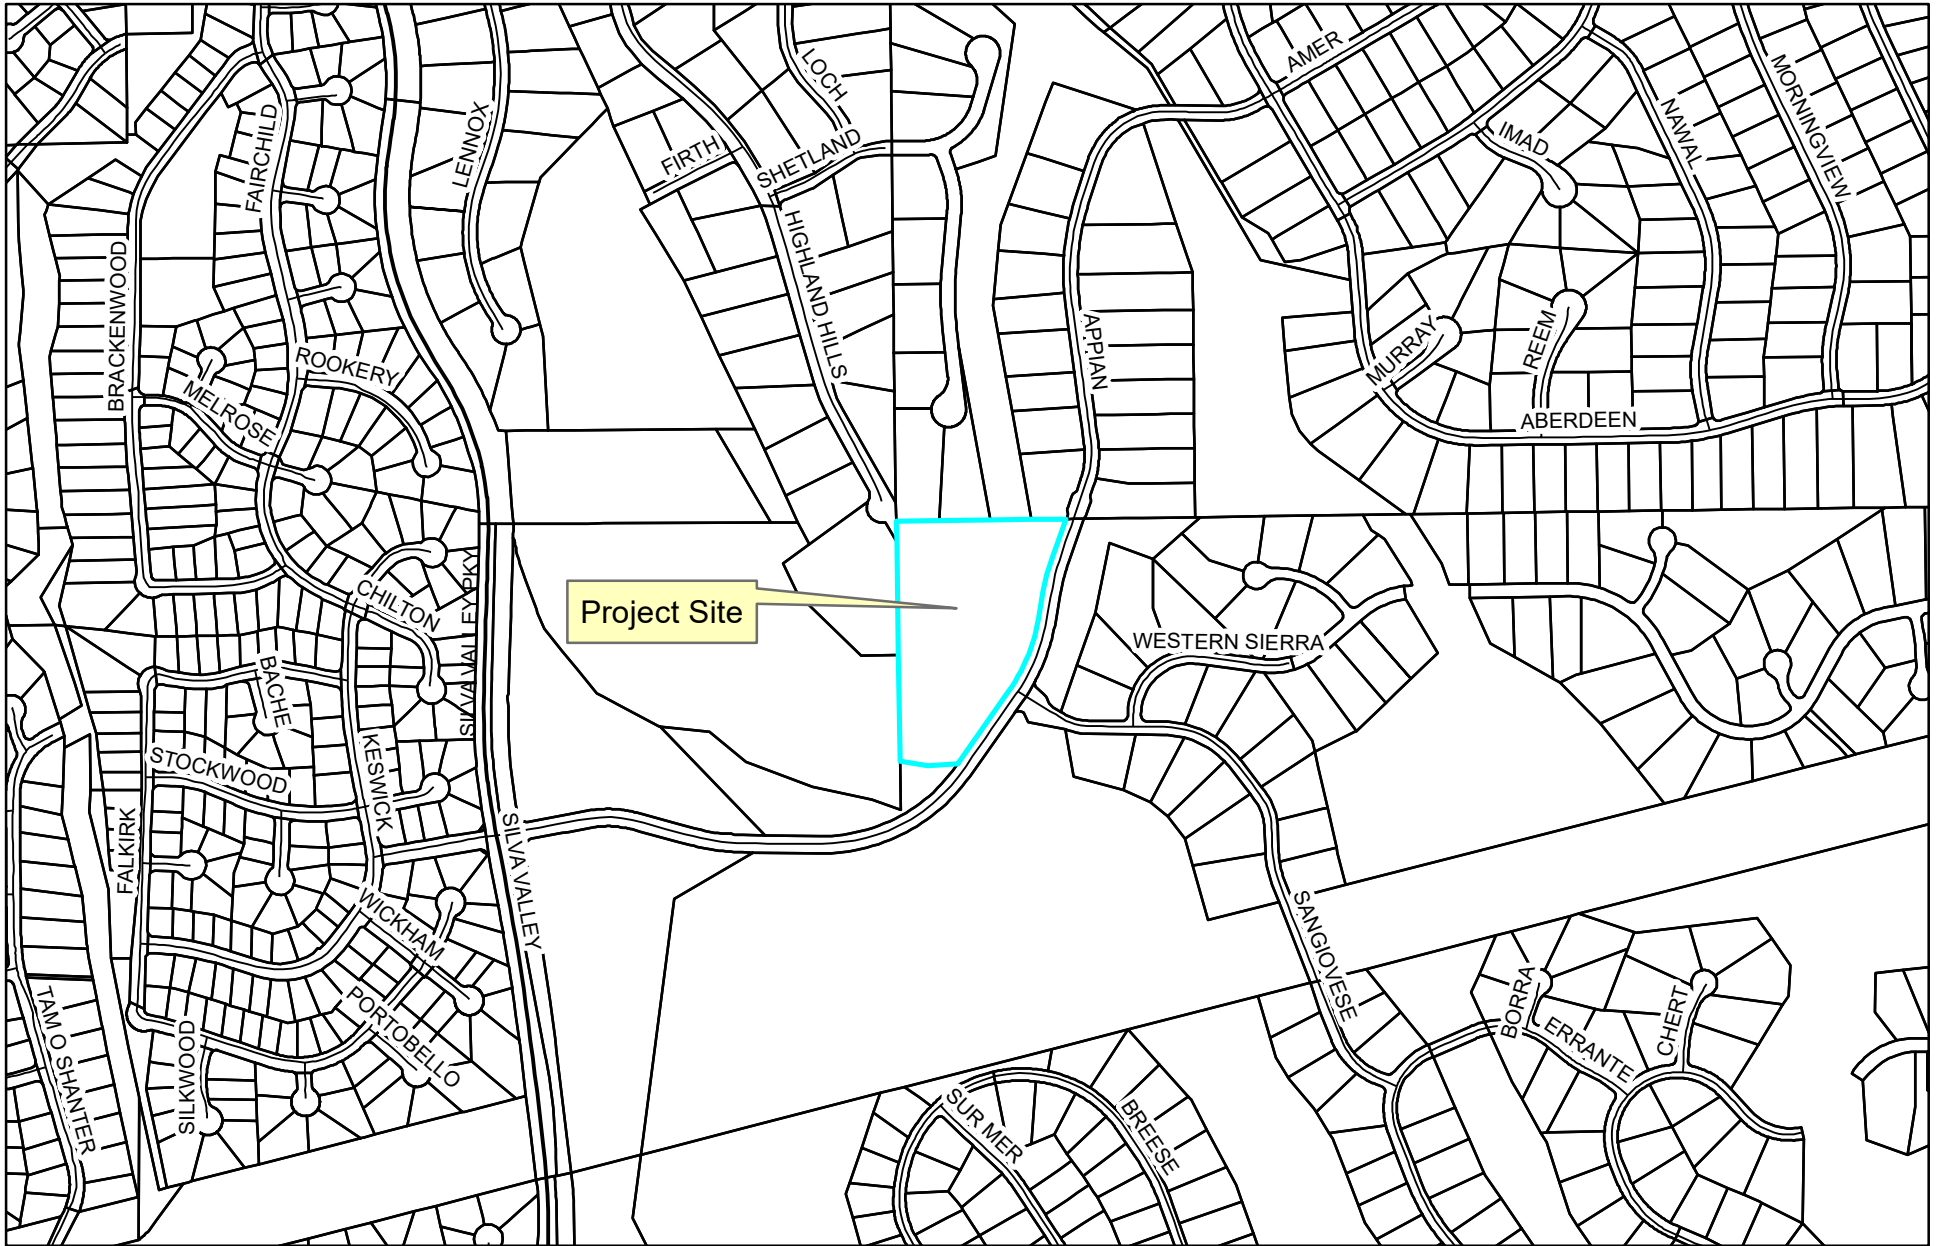 AMER
LOCH
MORNINGVIEW
LENNOX
FAIRCHILD
FIRTH
SHETLAND
IMAD
NAWAL
HIGHLAND HILLS
BRACKENWOOD
APPIAN
ROOKERY
MURRAY
REEM
MELROSE
ABERDEEN
CHILTON
SILVA VALLEY PKY
Project Site
WESTERN SIERRA
BACHE
KESWICK
STOCKWOOD
FALKIRK
SILVA VALLEY
WICKHAM
SANGIOVESE
BORRA
CHERT
TAM O SHANTER
PORTOBELLO
ERRANTE
SILKWOOD
SUR MER
BREESE